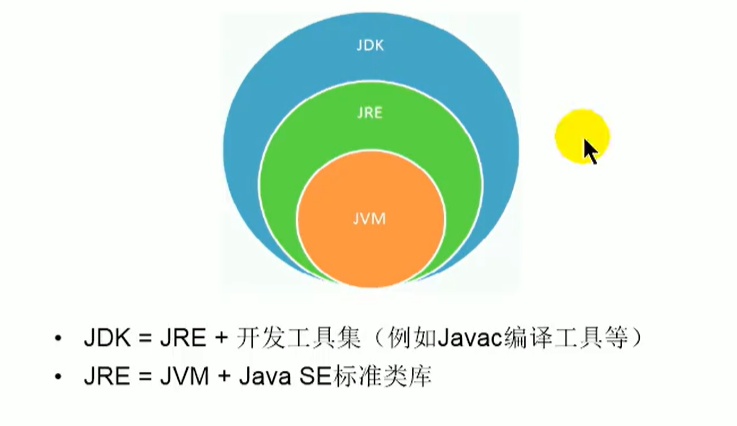 JDK
JRE
JVM
• JDK = JRE + 开发工具集（例如Javac编译工具等）
• JRE = JVM + Java SE标准类库